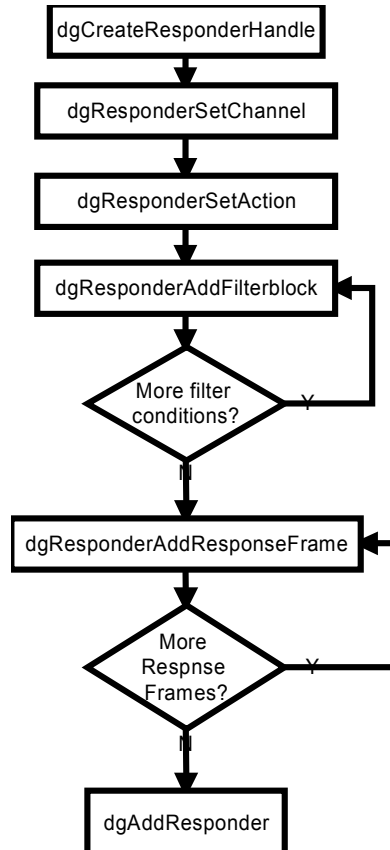 dgCreateResponderHandle
dgResponderSetChannel
dgResponderSetAction
dgResponderAddFilterblock
More filter
conditions?
Y
N
dgResponderAddResponseFrame
More
Respnse
Frames?
Y
N
dgAddResponder